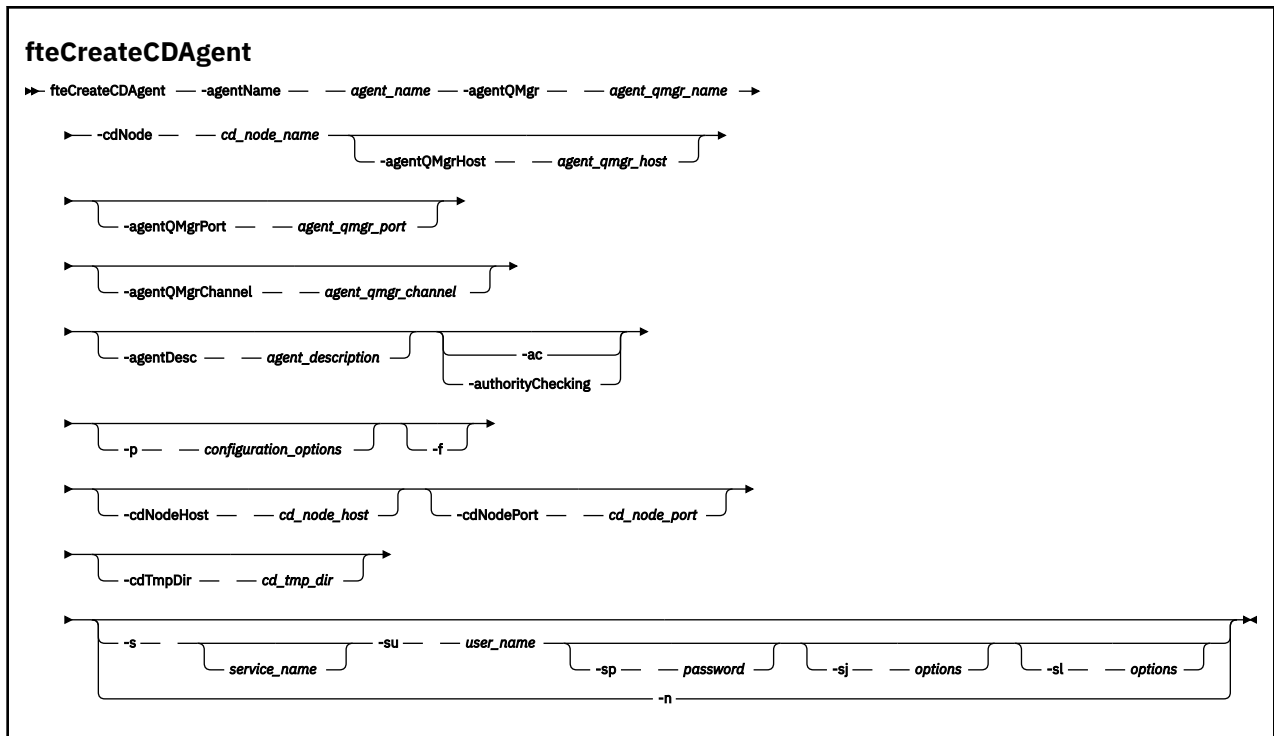 fteCreateCDAgent
fteCreateCDAgent -agentName agent_name -agentQMgr agent_qmgr_name
-cdNode cd_node_name
-agentQMgrHost agent_qmgr_host
-agentQMgrPort agent_qmgr_port
-agentQMgrChannel agent_qmgr_channel
-agentDesc agent_description
-ac
-authorityChecking
-p configuration_options -f
-cdNodeHost cd_node_host -cdNodePort cd_node_port
-cdTmpDir cd_tmp_dir
-s -su user_name
service_name -sp password -sj options -sl options
-n